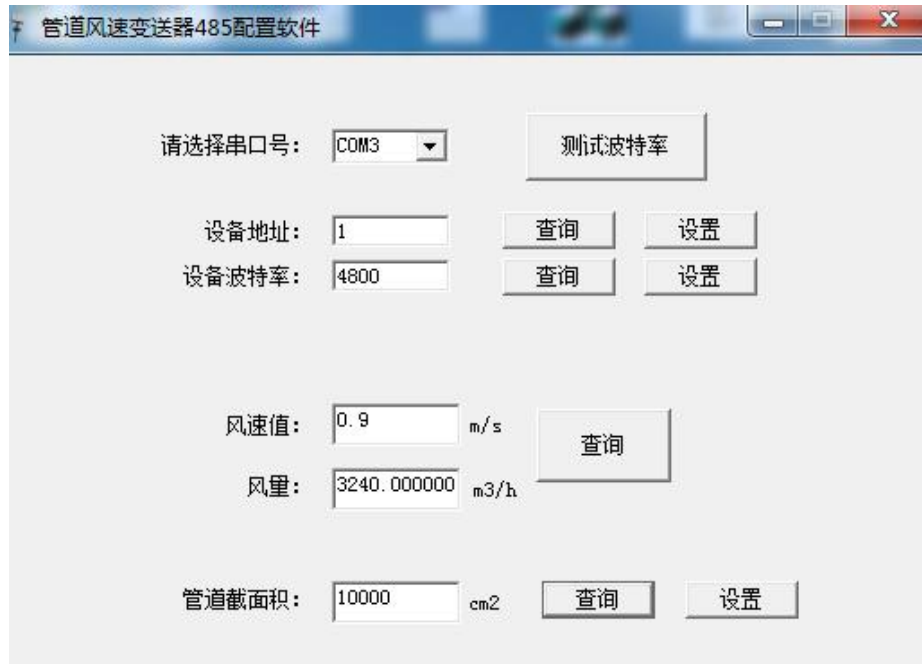 管道风速变送器485配置软件
请选择串口号： COM3 测试波特率
设备地址： 1 查询 设置
设备波特率： 4800 查询 设置
风速值： 0.9 m/s 查询
风量： 3240.000000 m3/h
管道截面积： 10000 cm2 查询 设置